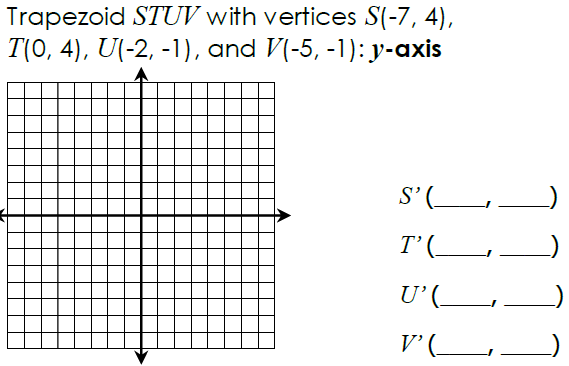 Trapezoid STUV with vertices S(-7, 4),
T(0, 4), U(-2, -1), and V(-5, -1): y-axis
S’(____, ____)
T’(____, ____)
U’(____, ____)
V’(____, ____)